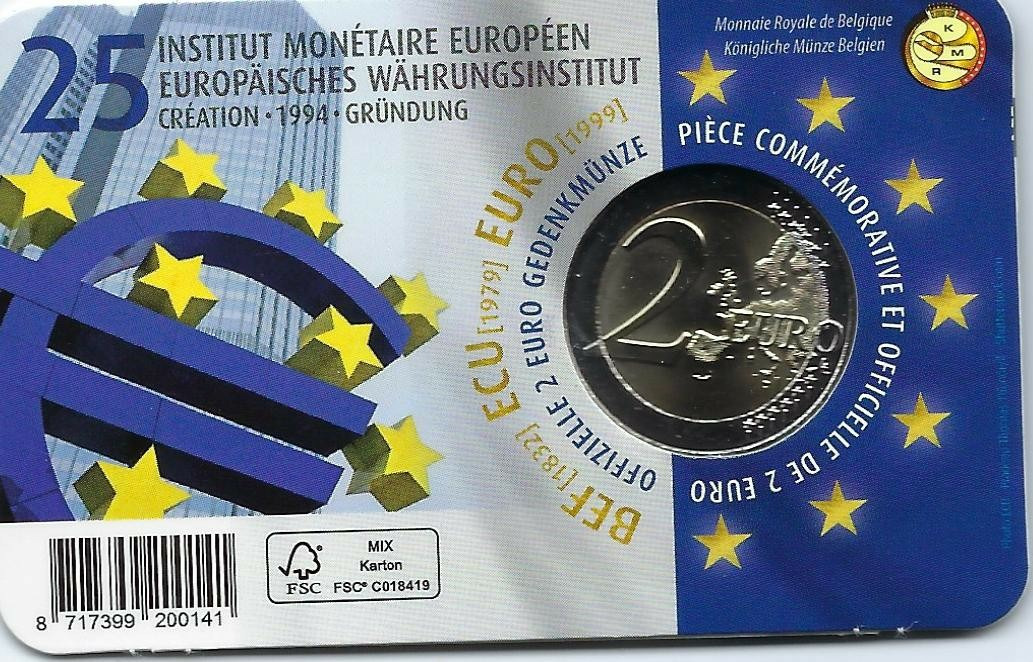 25
INSTITUT MONÉTAIRE EUROPÉEN
EUROPÄISCHES WÄHRUNGSINSTITUT
CRÉATION • 1994 • GRÜNDUNG
Monnaie Royale de Belgique
Königliche Münze Belgien
K
M
R
BEF [1832] ECU [1979] EURO [1999]
OFFIZIELLE 2 EURO GEDENKMÜNZE
PIÈCE COMMÉMORATIVE ET OFFICIELLE DE 2 EURO
2 EURO
8 717399 200141
FSC
MIX
Karton
FSC® C018419